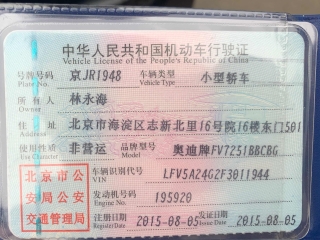 中华人民共和国机动车行驶证
Vehicle License of the People's Republic of China
号牌号码 京JR1948 车辆类型 小型轿车
Plate No. Vehicle Type
所有人 林永海
Owner
住址 北京市海淀区志新北里16号院16楼东门501
Address
使用性质 非营运 品牌型号 奥迪牌FV7251BBCBG
Use Character Model
北京市公 车辆识别代号 LFV5A24G2F3011944
VIN
安局公安 发动机号码 195920
Engine No.
交通管理局 注册日期 2015-08-05 发证日期 2015-08-05
Register Date Issue Date